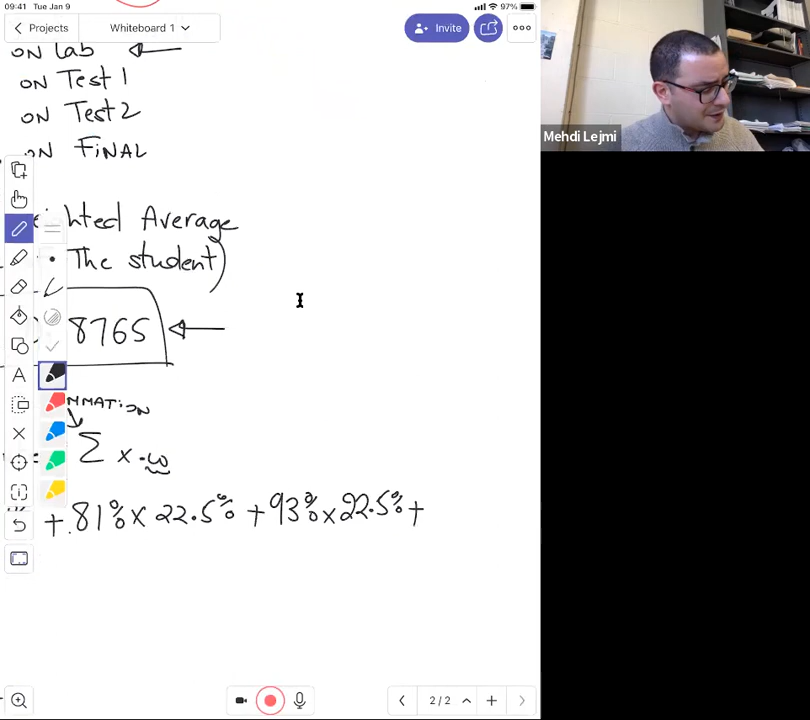 09:41 Tue Jan 9
97%
Projects
Whiteboard 1
Invite
ON Lab
ON Test 1
ON Test 2
ON FiNAL
ighted Average
The student)
8765
MMATiON
= Σ x.w
+ 81% x 22.5% + 93% x 22.5% +
A
2/2
Mehdi Lejmi